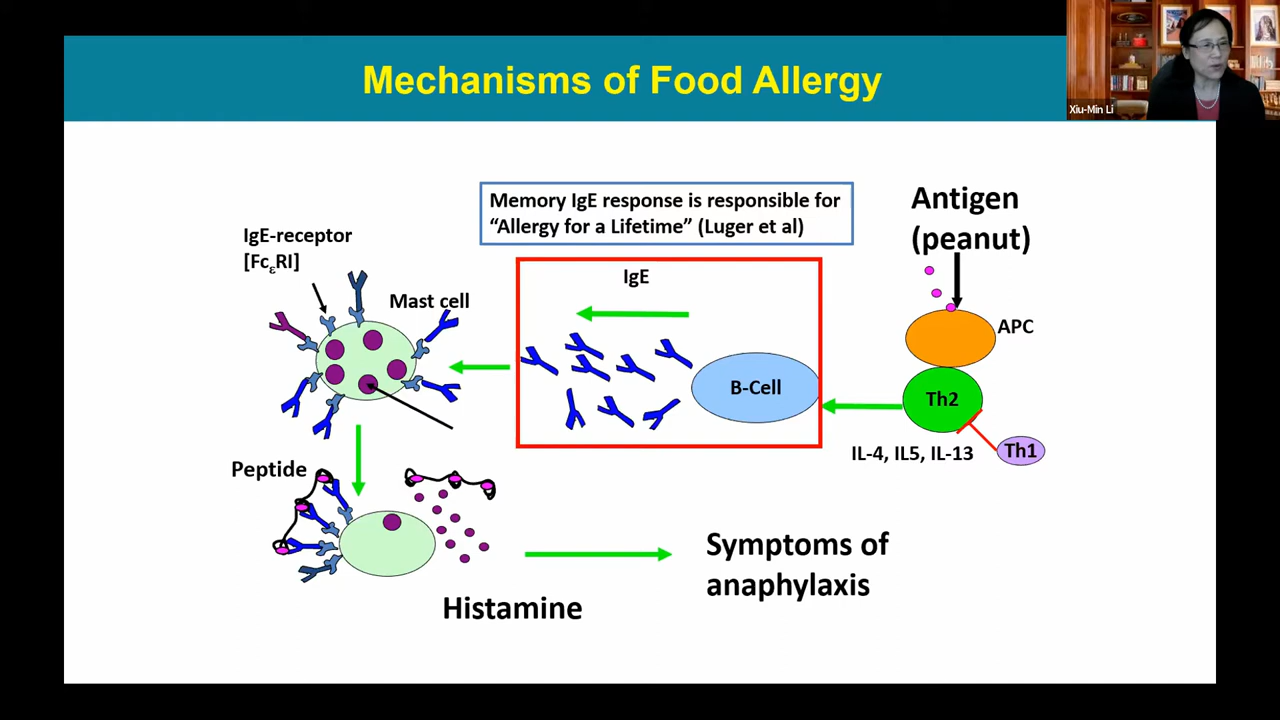 Mechanisms of Food Allergy
Xiu-Min Li
Memory IgE response is responsible for
“Allergy for a Lifetime” (Luger et al)
Antigen
(peanut)
IgE-receptor
[FcεRI]
Mast cell
IgE
APC
B-Cell
Th2
IL-4, IL5, IL-13
Th1
Peptide
Symptoms of
anaphylaxis
Histamine